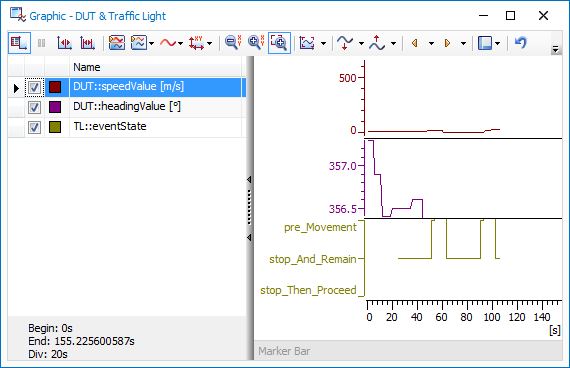 Graphic - DUT & Traffic Light
Name
DUT::speedValue [m/s]
DUT::headingValue [º]
TL::eventState
Begin: 0s
End: 155.225600587s
Div: 20s
500
0
357.0
356.5
pre_Movement
stop_And_Remain
stop_Then_Proceed
0 20 40 60 80 100 120 140
[s]
Marker Bar